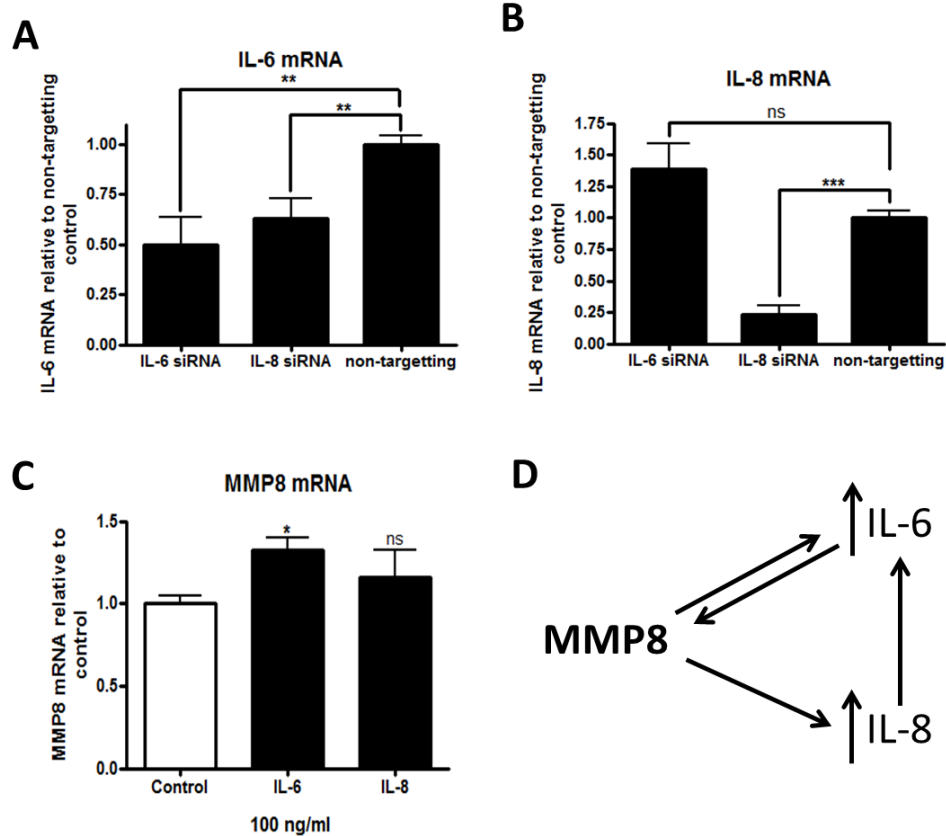 A
IL-6 mRNA
**
**
IL-6 mRNA relative to non-targetting
control
1.00
0.75
0.50
0.25
0.00
IL-6 siRNA IL-8 siRNA non-targetting
B
IL-8 mRNA
ns
***
IL-8 mRNA relative to non-targetting
control
1.75
1.50
1.25
1.00
0.75
0.50
0.25
0.00
IL-6 siRNA IL-8 siRNA non-targetting
C
MMP8 mRNA
*
ns
MMP8 mRNA relative to
control
1.5
1.0
0.5
0.0
Control IL-6 IL-8
100 ng/ml
D
IL-6
MMP8
IL-8